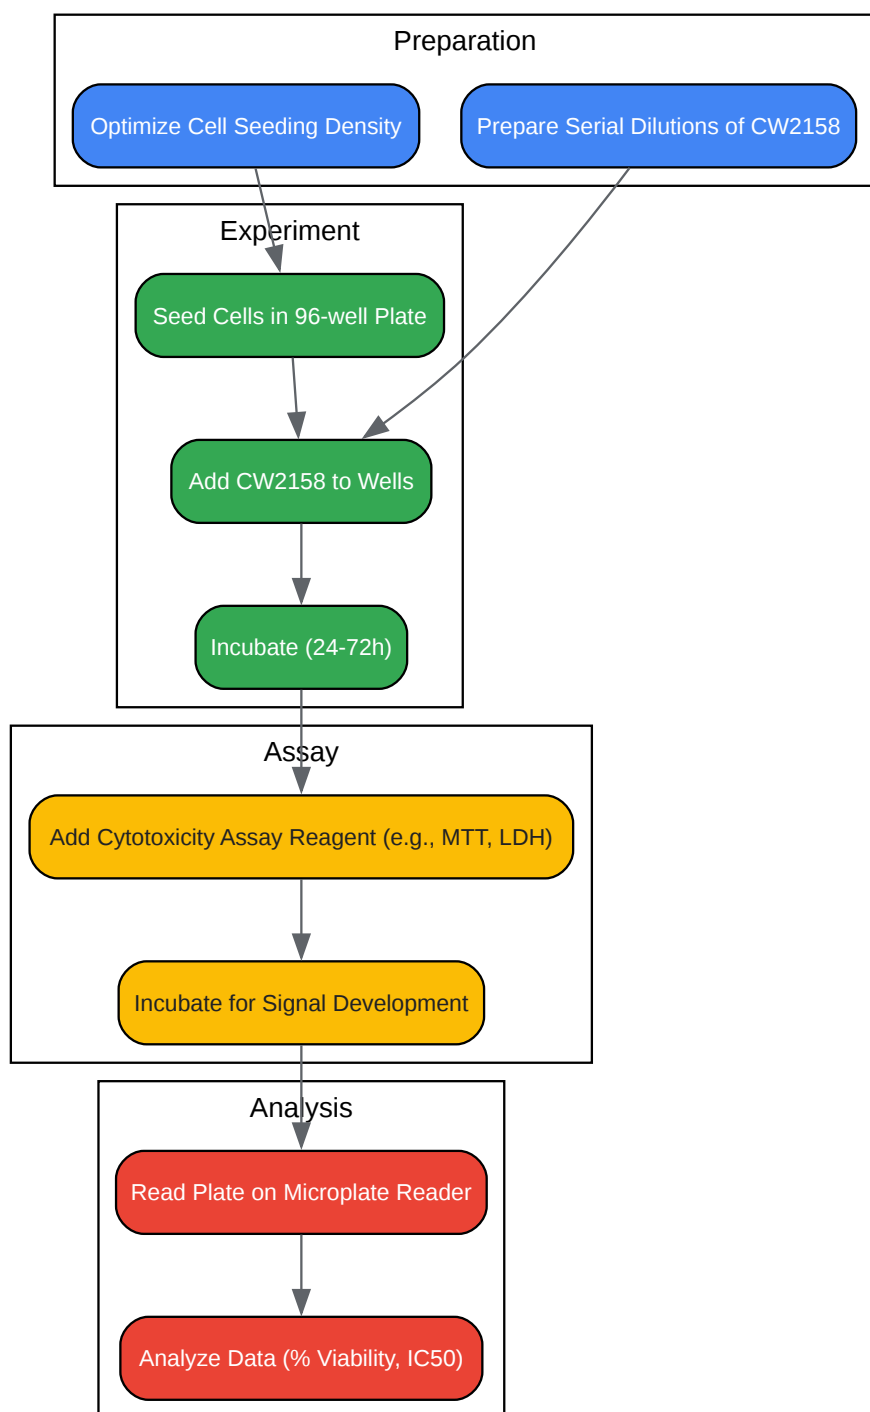 Preparation
Optimize Cell Seeding Density
Prepare Serial Dilutions of CW2158
Experiment
Seed Cells in 96-well Plate
Add CW2158 to Wells
Incubate (24-72h)
Assay
Add Cytotoxicity Assay Reagent (e.g., MTT, LDH)
Incubate for Signal Development
Analysis
Read Plate on Microplate Reader
Analyze Data (% Viability, IC50)